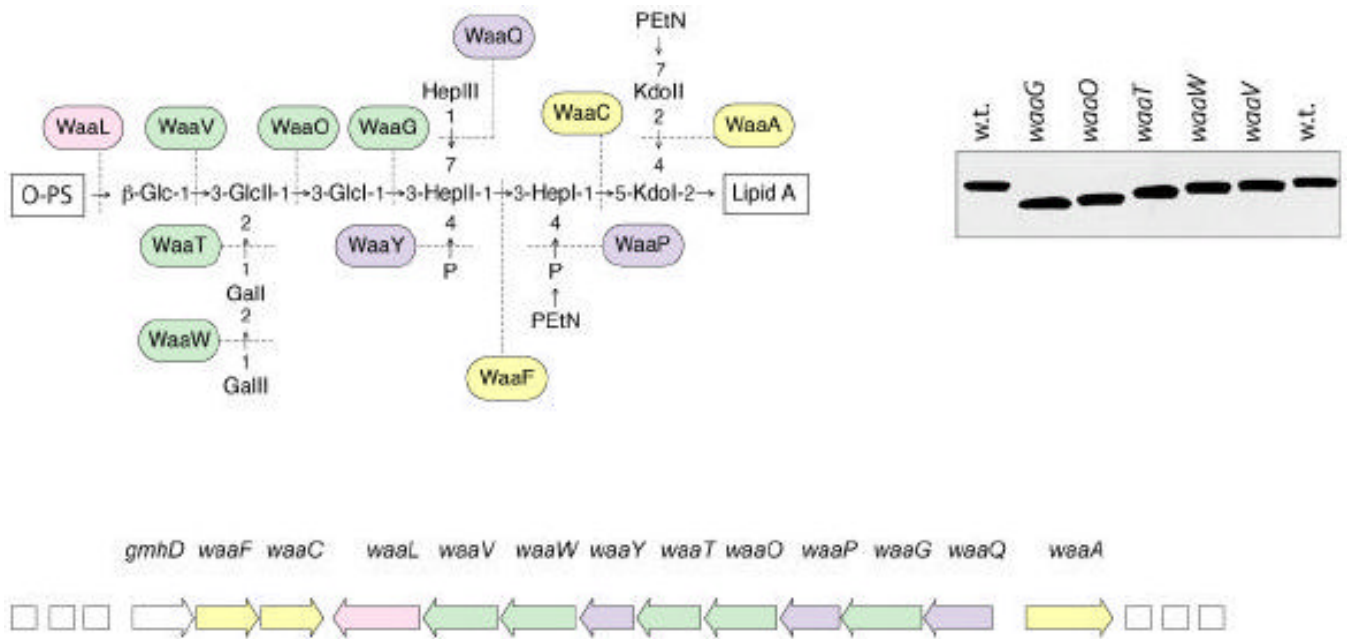 WaaQ
PEtN
7
HepIII
KdoII
1
2
WaaL
WaaV
WaaO
WaaG
WaaC
WaaA
7
4
O-PS
β-Glc-1
3-GlcII-1
3-GlcI-1
3-HepII-1
3-HepI-1
5-KdoI-2
Lipid A
2
4
4
WaaT
WaaY
WaaP
1
P
P
GalI
2
PEtN
WaaW
1
GalII
WaaF
w.t.
waaG
waaO
waaT
waaW
waaV
w.t.
gmhD waaF waaC waaL waaV waaW waaY waaT waaO waaP waaG waaQ waaA